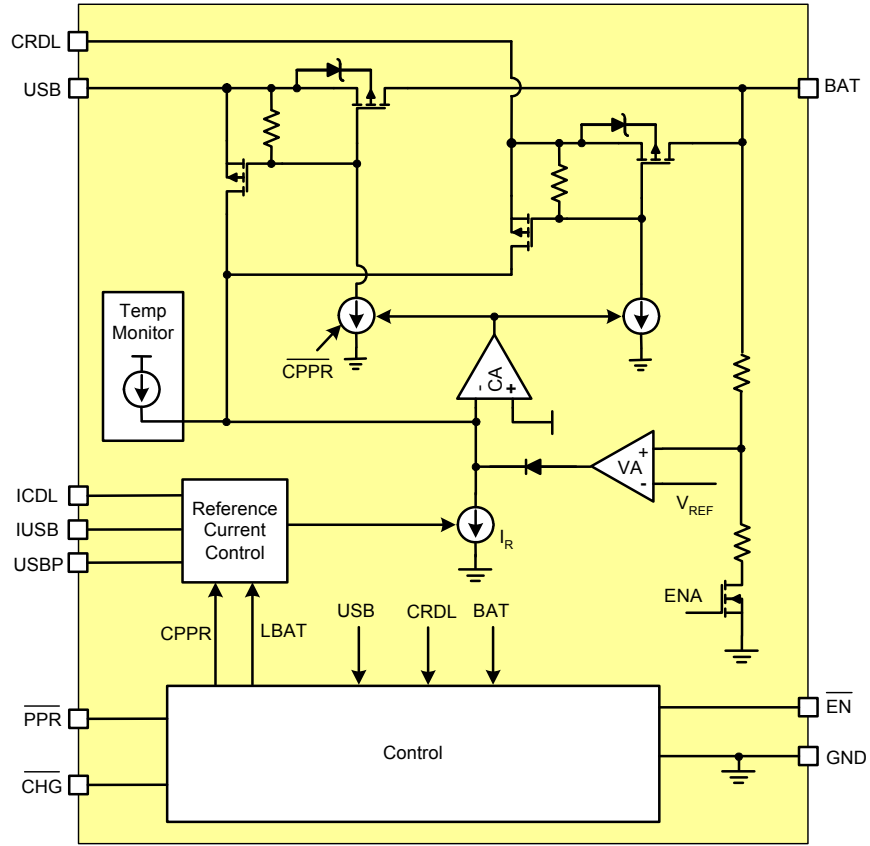 CRDL
USB
BAT
Temp
Monitor
CPPR
- CA +
+
VA
-
VREF
ICDL
IUSB
USBP
Reference
Current
Control
IR
ENA
CPPR
LBAT
USB
CRDL
BAT
PPR
CHG
Control
EN
GND